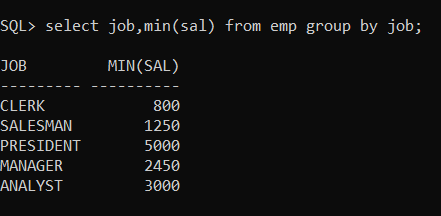 SQL> select job,min(sal) from emp group by job;
JOB MIN(SAL)
--------- ----------
CLERK 800
SALESMAN 1250
PRESIDENT 5000
MANAGER 2450
ANALYST 3000